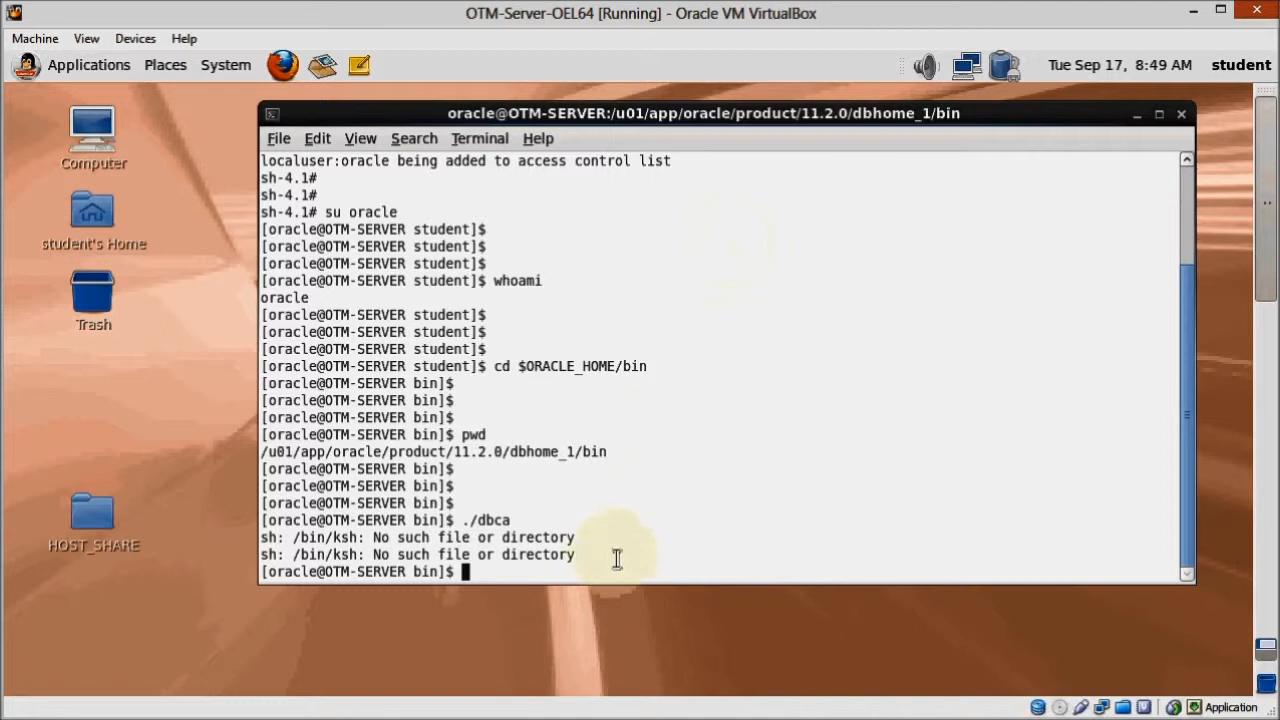 OTM-Server-OEL64 [Running] - Oracle VM VirtualBox
Machine View Devices Help
Applications Places System Tue Sep 17, 8:49 AM student
Computer
student's Home
Trash
HOST_SHARE
oracle@OTM-SERVER:/u01/app/oracle/product/11.2.0/dbhome_1/bin
File Edit View Search Terminal Help
localuser:oracle being added to access control list
sh-4.1#
sh-4.1#
sh-4.1# su oracle
[oracle@OTM-SERVER student]$
[oracle@OTM-SERVER student]$
[oracle@OTM-SERVER student]$
[oracle@OTM-SERVER student]$ whoami
oracle
[oracle@OTM-SERVER student]$
[oracle@OTM-SERVER student]$
[oracle@OTM-SERVER student]$
[oracle@OTM-SERVER student]$ cd $ORACLE_HOME/bin
[oracle@OTM-SERVER bin]$
[oracle@OTM-SERVER bin]$
[oracle@OTM-SERVER bin]$
[oracle@OTM-SERVER bin]$ pwd
/u01/app/oracle/product/11.2.0/dbhome_1/bin
[oracle@OTM-SERVER bin]$
[oracle@OTM-SERVER bin]$
[oracle@OTM-SERVER bin]$
[oracle@OTM-SERVER bin]$ ./dbca
sh: /bin/ksh: No such file or directory
sh: /bin/ksh: No such file or directory
[oracle@OTM-SERVER bin]$
Application